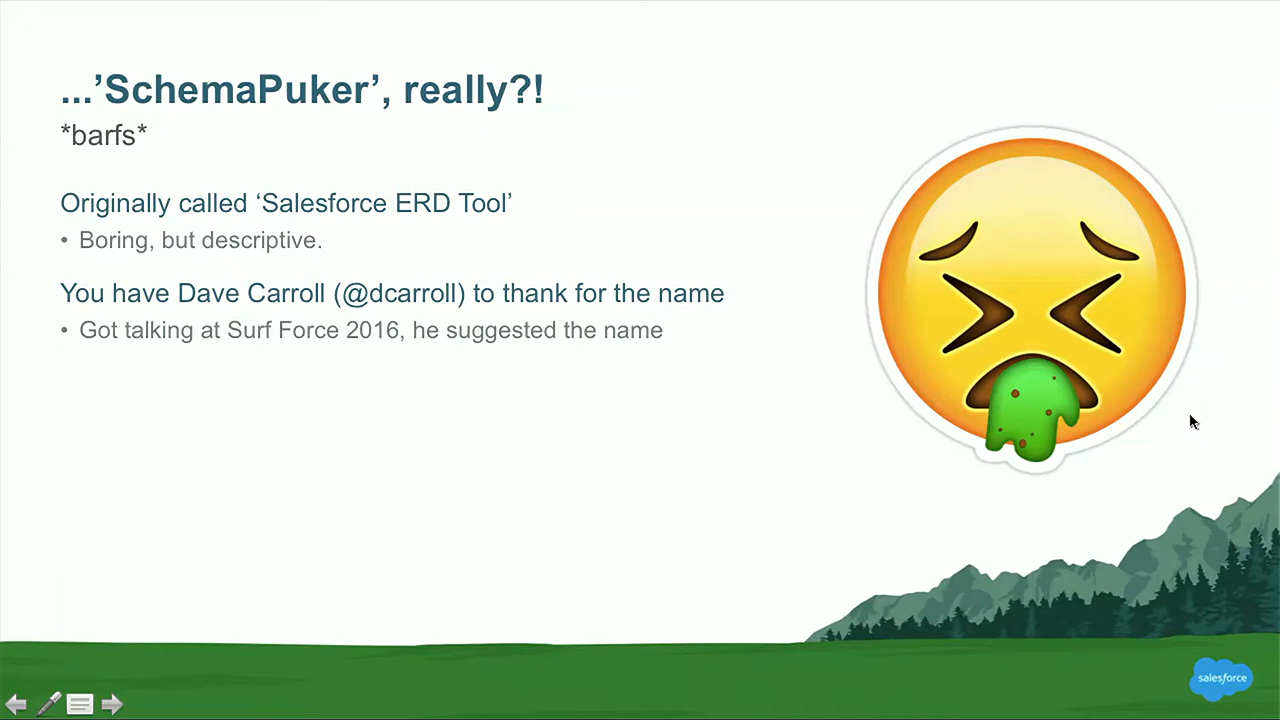 ...’SchemaPuker’, really?!
*barfs*
Originally called ‘Salesforce ERD Tool’
• Boring, but descriptive.
You have Dave Carroll (@dcarroll) to thank for the name
• Got talking at Surf Force 2016, he suggested the name
salesforce